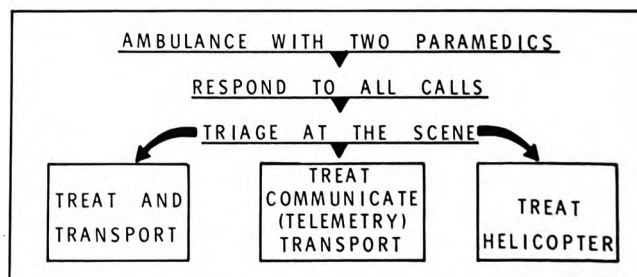 AMBULANCE WITH TWO PARAMEDICS
RESPOND TO ALL CALLS
TRIAGE AT THE SCENE
TREAT AND
TRANSPORT
TREAT
COMMUNICATE
(TELEMETRY)
TRANSPORT
TREAT
HELICOPTER